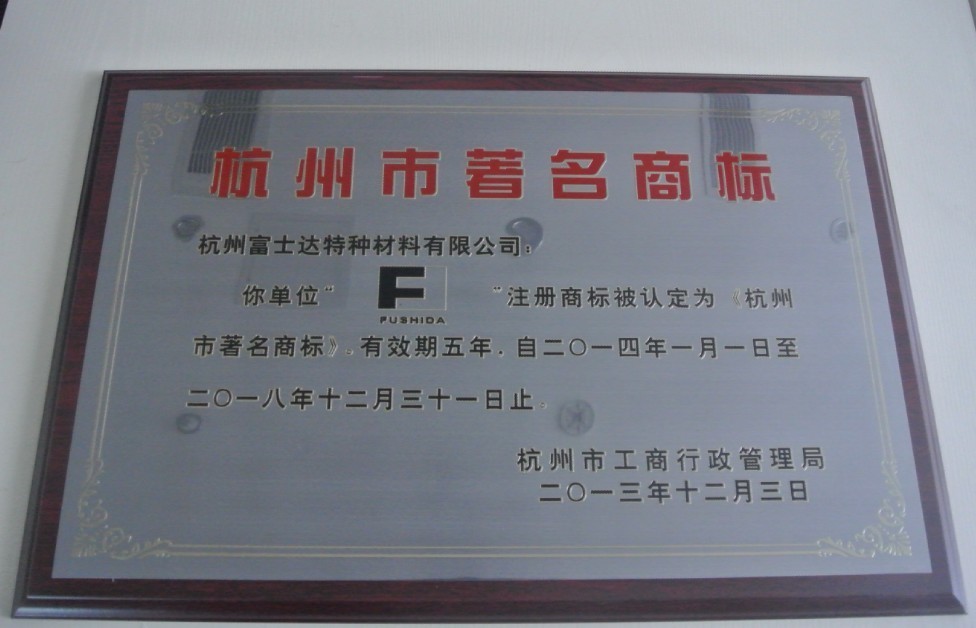 杭州市著名商标
杭州富士达特种材料有限公司：
你单位“ F ”注册商标被认定为《杭州
FUSHIDA
市著名商标》。有效期五年．自二〇一四年一月一日至
二〇一八年十二月三十一日止。
杭州市工商行政管理局
二〇一三年十二月三日